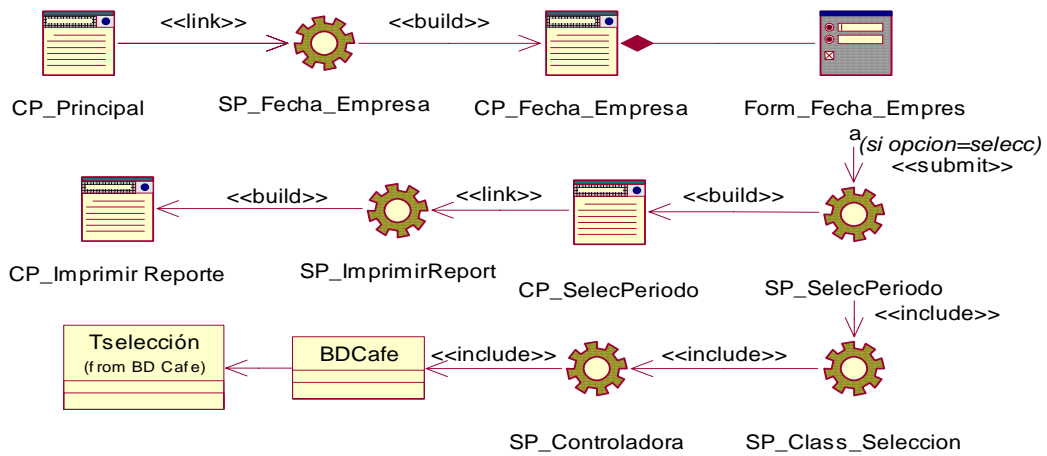 <<link>>
<<build>>
CP_Principal
SP_Fecha_Empresa
CP_Fecha_Empresa
Form_Fecha_Empres
a
(si opcion=selecc)
<<submit>>
<<build>>
<<link>>
<<build>>
CP_Imprimir Reporte
SP_ImprimirReport
CP_SelecPeriodo
SP_SelecPeriodo
<<include>>
Tselección
(from BD Cafe)
BDCafe
<<include>>
<<include>>
SP_Controladora
SP_Class_Seleccion